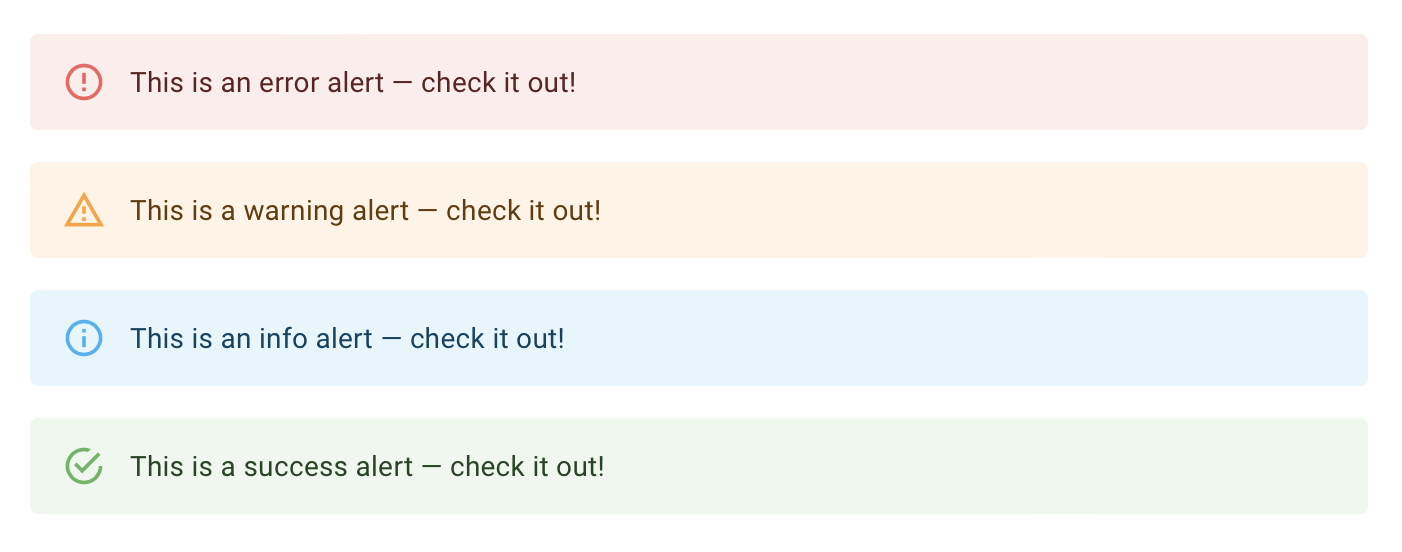 This is an error alert — check it out!
This is a warning alert — check it out!
This is an info alert — check it out!
This is a success alert — check it out!